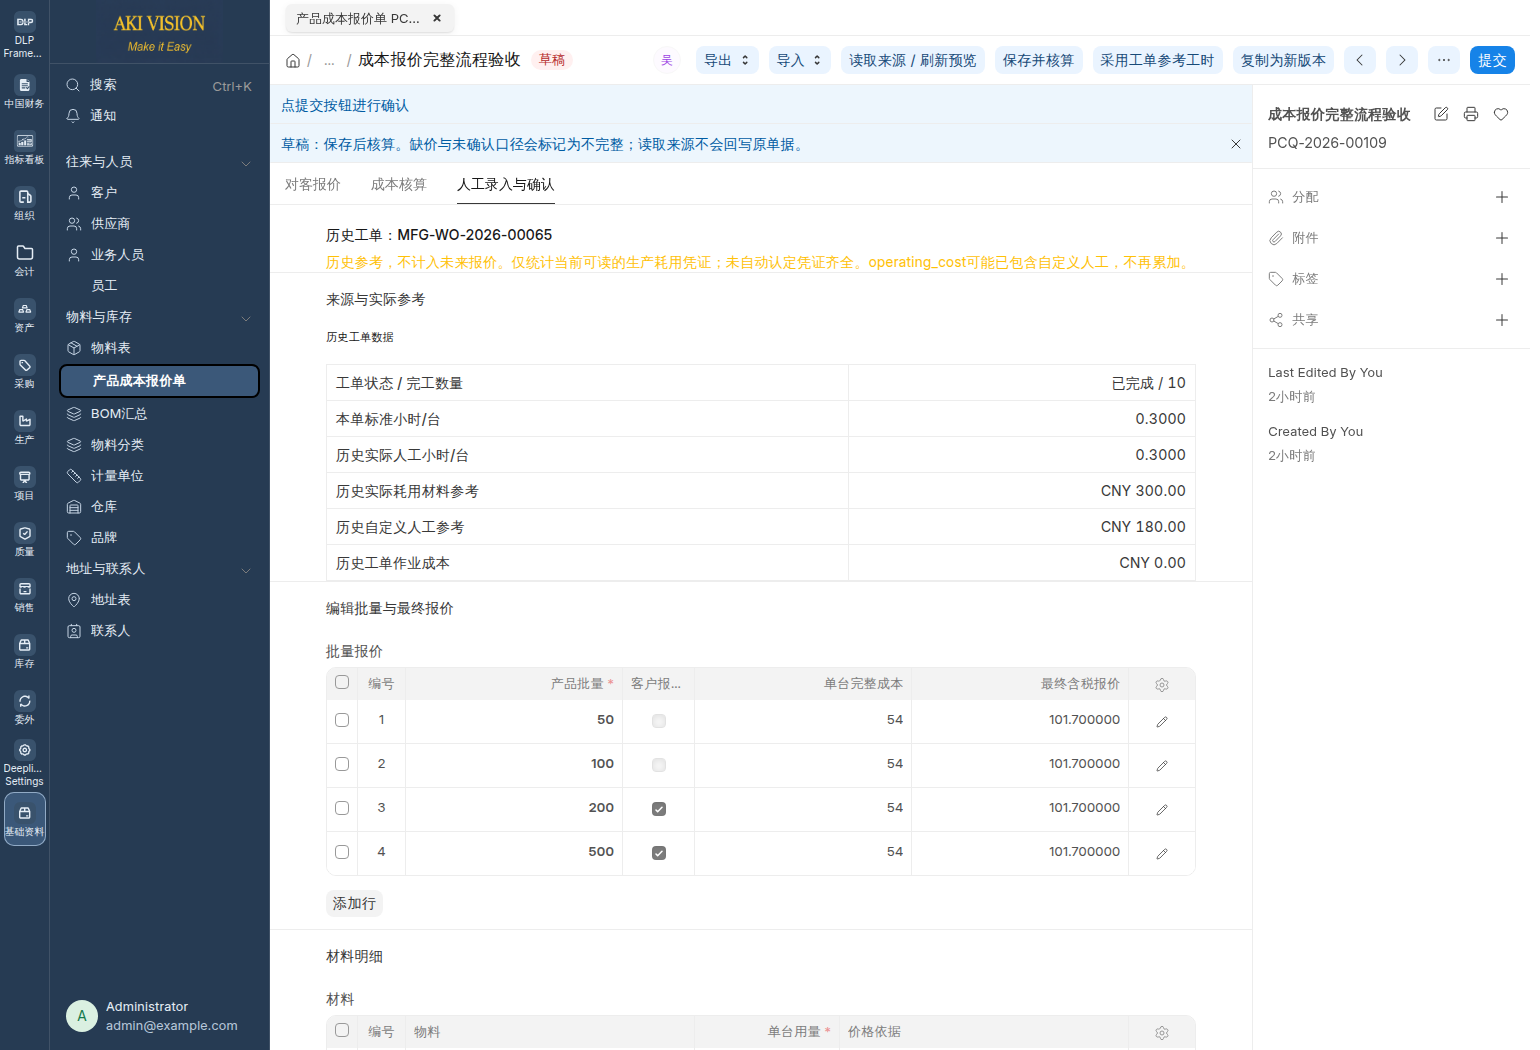 DLP
DLP
Frame...
中国财务
指标看板
组织
会计
资产
采购
生产
项目
质量
销售
库存
委外
Deepli...
Settings
基础资料
AKI VISION
Make it Easy
搜索 Ctrl+K
通知
往来与人员
客户
供应商
业务人员
员工
物料与库存
物料表
产品成本报价单
BOM汇总
物料分类
计量单位
仓库
品牌
地址与联系人
地址表
联系人
A
Administrator
admin@example.com
产品成本报价单 PC... ×
/ ... / 成本报价完整流程验收 草稿 吴 导出 导入 读取来源 / 刷新预览 保存并核算 采用工单参考工时 复制为新版本 ... 提交
点提交按钮进行确认
草稿：保存后核算。缺价与未确认口径会标记为不完整；读取来源不会回写原单据。
对客报价 成本核算 人工录入与确认
历史工单：MFG-WO-2026-00065
历史参考，不计入未来报价。仅统计当前可读的生产耗用凭证；未自动认定凭证齐全。operating_cost可能已包含自定义人工，不再累加。
来源与实际参考
历史工单数据
工单状态 / 完工数量 已完成 / 10
本单标准小时/台 0.3000
历史实际人工小时/台 0.3000
历史实际耗用材料参考 CNY 300.00
历史自定义人工参考 CNY 180.00
历史工单作业成本 CNY 0.00
编辑批量与最终报价
批量报价
编号 产品批量 * 客户报... 单台完整成本 最终含税报价
1 50 54 101.700000
2 100 54 101.700000
3 200 54 101.700000
4 500 54 101.700000
添加行
材料明细
材料
编号 物料 单台用量 * 价格依据
成本报价完整流程验收
PCQ-2026-00109
分配
附件
标签
共享
Last Edited By You
2小时前
Created By You
2小时前